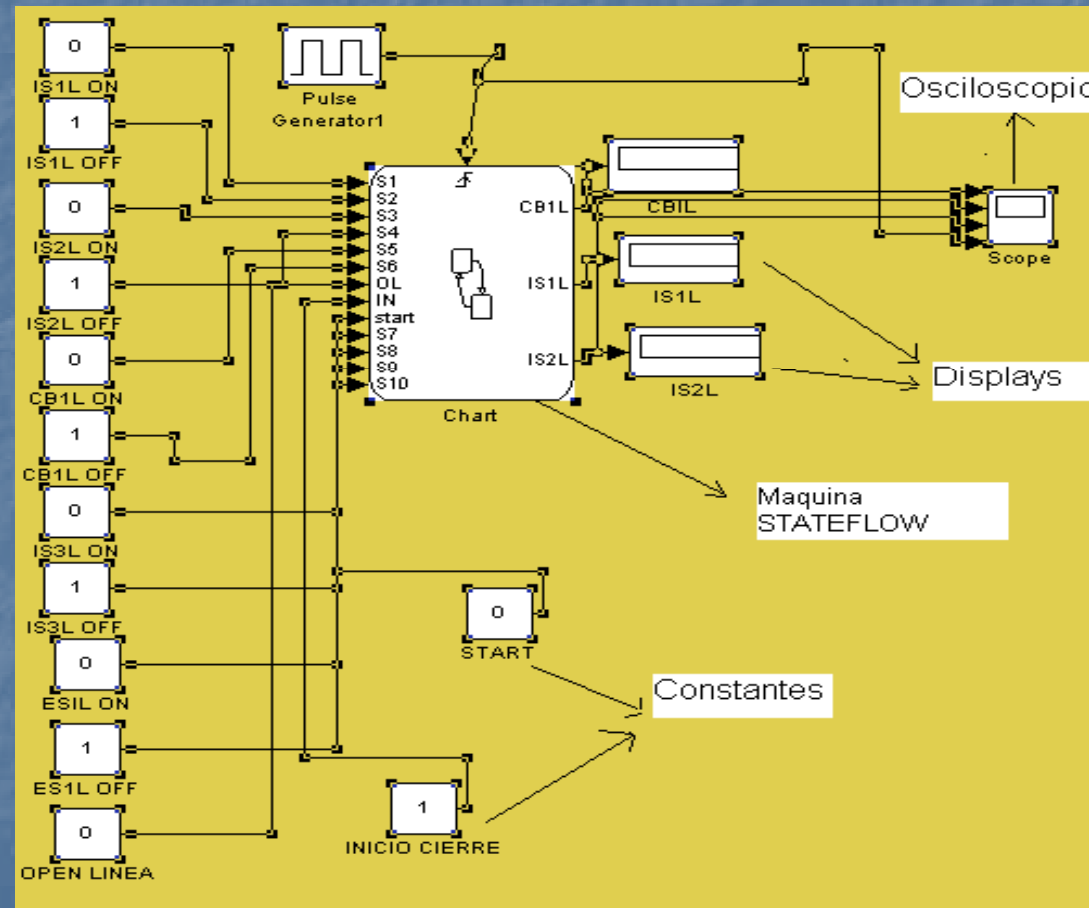 0
IS1L ON
1
IS1L OFF
0
IS2L ON
1
IS2L OFF
0
CB1L ON
1
CB1L OFF
0
IS3L ON
1
IS3L OFF
0
ESIL ON
1
ES1L OFF
0
OPEN LINEA
Pulse
Generator1
S1
S2
S3
S4
S5
S6
OL
IN
start
S7
S8
S9
S10
CB1L
IS1L
IS2L
Chart
CBIL
IS1L
IS2L
Osciloscopio
Scope
Displays
Maquina
STATEFLOW
0
START
Constantes
1
INICIO CIERRE